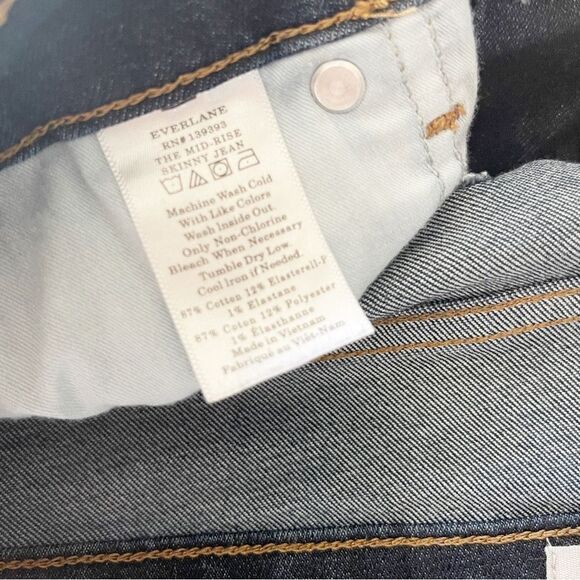 EVERLANE
RN# 139393
THE MID-RISE
SKINNY JEAN
Machine Wash Cold
With Like Colors
Wash Inside Out.
Only Non-Chlorine
Bleach When Necessary
Tumble Dry Low.
Cool iron if Needed.
87% Cotton 12% Elasterell-P
1% Elastane
87% Coton 12% Polyester
1% Élasthanne
Made in Vietnam
Fabriqué au Viêt-Nam